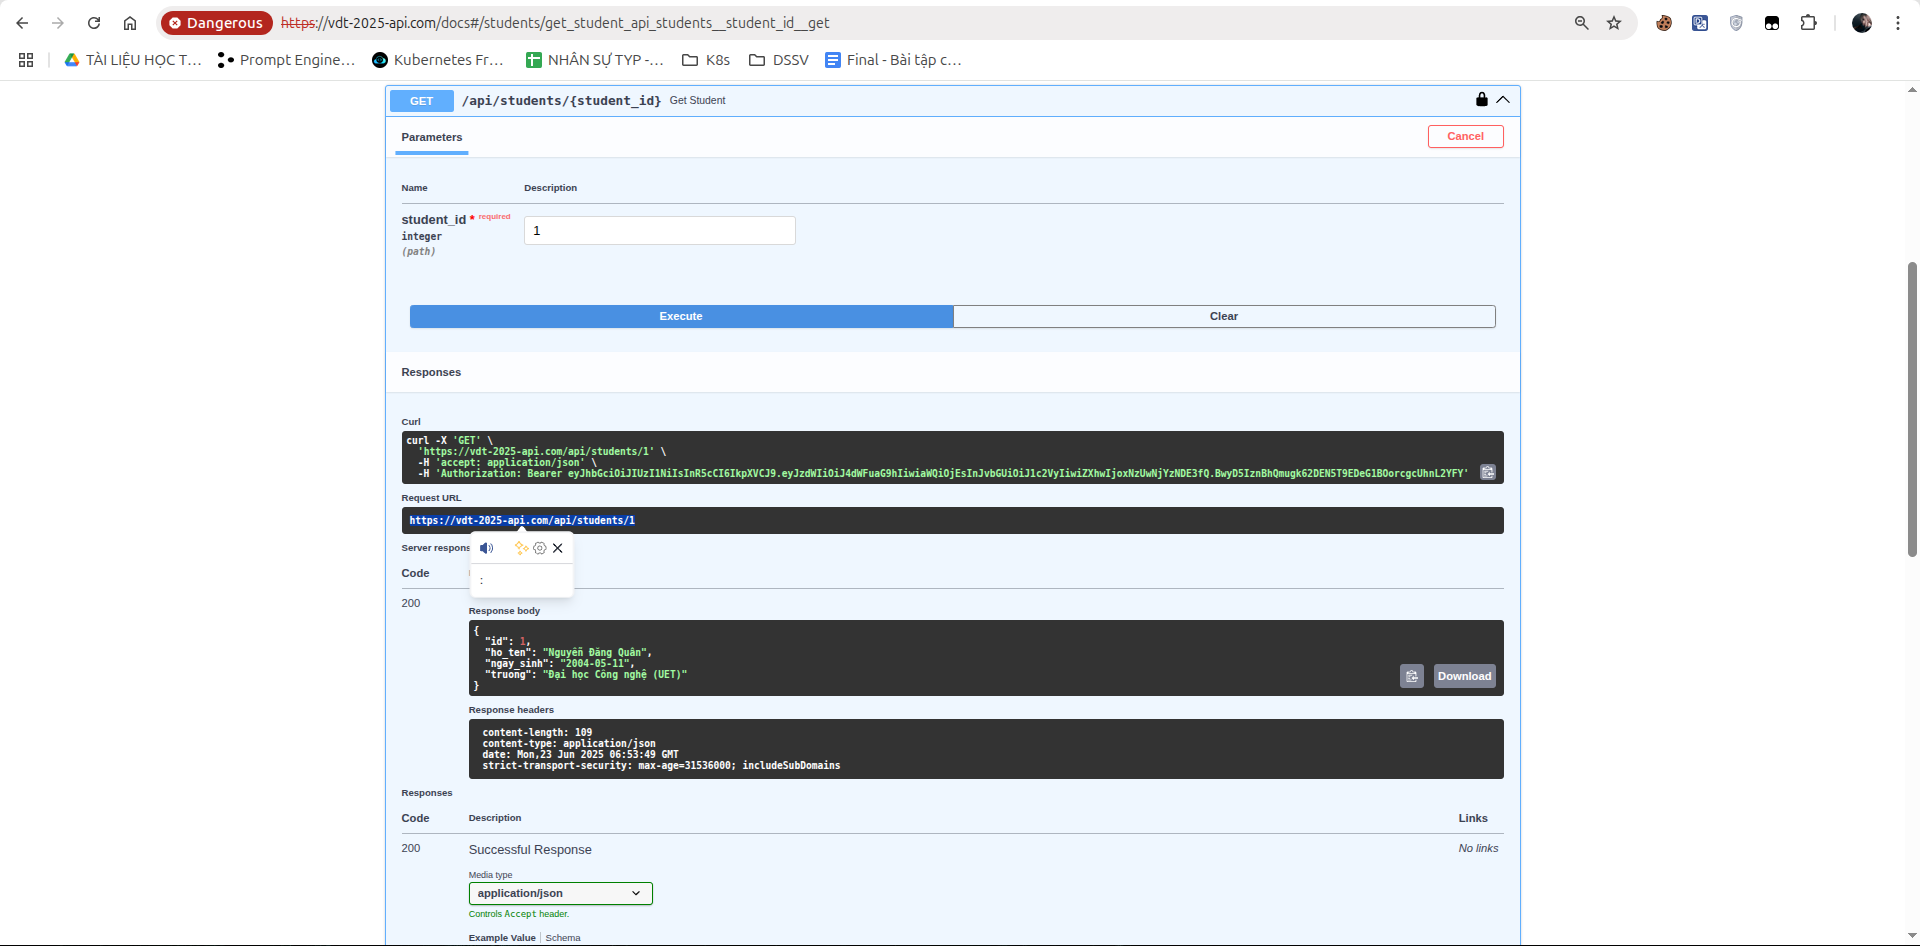 Dangerous https://vdt-2025-api.com/docs#/students/get_student_api_students__student_id__get
TÀI LIỆU HỌC T... Prompt Engine... Kubernetes Fr... NHÂN SỰ TYP -... K8s DSSV Final - Bài tập c...
GET /api/students/{student_id} Get Student
Parameters Cancel
Name Description
student_id * required
integer
(path)
1
Execute Clear
Responses
Curl
curl -X 'GET' \
'https://vdt-2025-api.com/api/students/1' \
-H 'accept: application/json' \
-H 'Authorization: Bearer eyJhbGciOiJIUzI1NiIsInR5cCI6IkpXVCJ9.eyJzdWIiOiJ4dWFuaG9hIiwiaWQiOjEsInJvbGUiOiJ1c2VyIiwiZXhwIjoxNzUwNjYzNDE3fQ.BwyD5IznBhQmugk62DEN5T9EDeG1BOorcgcUhnL2YFY'
Request URL
https://vdt-2025-api.com/api/students/1
Server respons
:
Code
200
Response body
{
"id": 1,
"ho_ten": "Nguyễn Đăng Quân",
"ngay_sinh": "2004-05-11",
"truong": "Đại học Công nghệ (UET)"
}
Download
Response headers
content-length: 109
content-type: application/json
date: Mon,23 Jun 2025 06:53:49 GMT
strict-transport-security: max-age=31536000; includeSubDomains
Responses
Code Description Links
200 Successful Response No links
Media type
application/json
Controls Accept header.
Example Value Schema